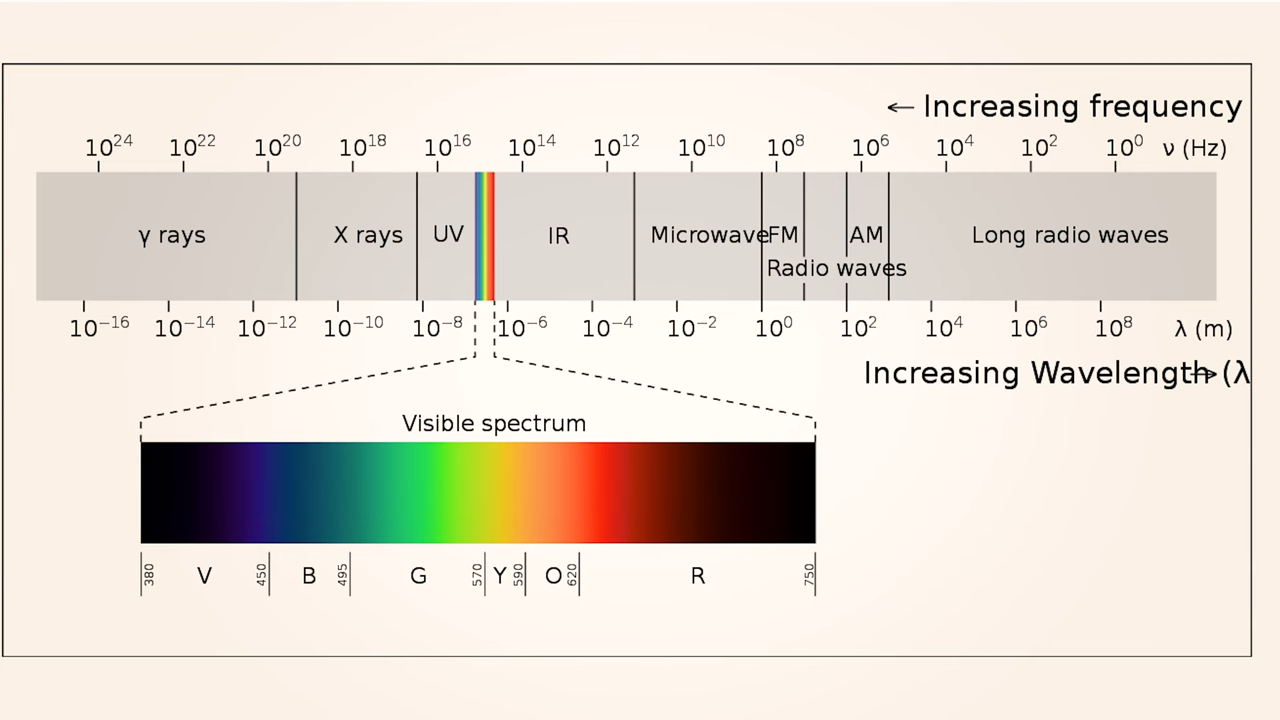 ← Increasing frequency
10²⁴ 10²² 10²⁰ 10¹⁸ 10¹⁶ 10¹⁴ 10¹² 10¹⁰ 10⁸ 10⁶ 10⁴ 10² 10⁰ ν (Hz)
γ rays X rays UV IR Microwave FM AM Long radio waves
Radio waves
10⁻¹⁶ 10⁻¹⁴ 10⁻¹² 10⁻¹⁰ 10⁻⁸ 10⁻⁶ 10⁻⁴ 10⁻² 10⁰ 10² 10⁴ 10⁶ 10⁸ λ (m)
Increasing Wavelength → (λ
Visible spectrum
380 V 450 B 495 G 570 Y 590 O 620 R 750